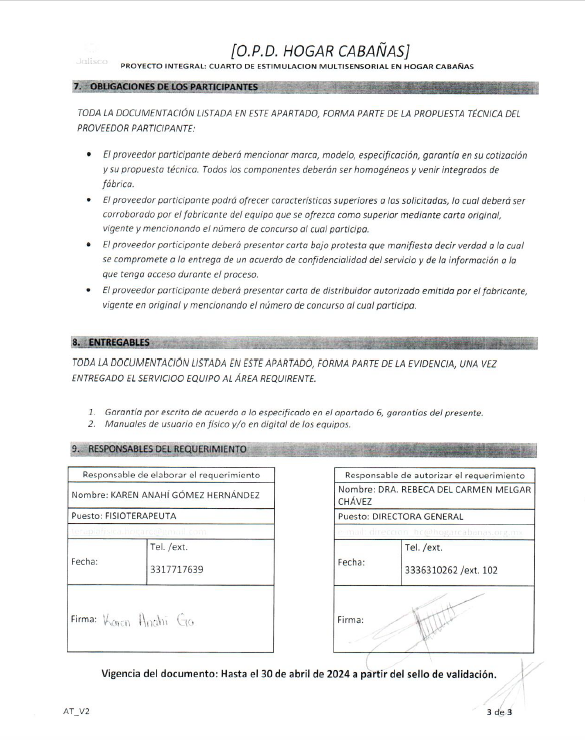 Jalisco
[O.P.D. HOGAR CABAÑAS]
PROYECTO INTEGRAL: CUARTO DE ESTIMULACION MULTISENSORIAL EN HOGAR CABAÑAS
7. OBLIGACIONES DE LOS PARTICIPANTES
TODA LA DOCUMENTACIÓN LISTADA EN ESTE APARTADO, FORMA PARTE DE LA PROPUESTA TÉCNICA DEL
PROVEEDOR PARTICIPANTE:
• El proveedor participante deberá mencionar marca, modelo, especificación, garantía en su cotización
y su propuesta técnica. Todos los componentes deberán ser homogéneos y venir integrados de
fábrica.
• El proveedor participante podrá ofrecer características superiores a las solicitadas, lo cual deberá ser
corroborado por el fabricante del equipo que se ofrezca como superior mediante carta original,
vigente y mencionando el número de concurso al cual participa.
• El proveedor participante deberá presentar carta bajo protesta que manifiesta decir verdad a la cual
se compromete a la entrega de un acuerdo de confidencialidad del servicio y de la información a la
que tenga acceso durante el proceso.
• El proveedor participante deberá presentar carta de distribuidor autorizado emitida por el fabricante,
vigente en original y mencionando el número de concurso al cual participa.
8. ENTREGABLES
TODA LA DOCUMENTACIÓN LISTADA EN ESTE APARTADO, FORMA PARTE DE LA EVIDENCIA, UNA VEZ
ENTREGADO EL SERVICIOO EQUIPO AL ÁREA REQUIRENTE.
1. Garantía por escrito de acuerdo a lo especificado en el apartado 6, garantías del presente.
2. Manuales de usuario en físico y/o en digital de los equipos.
9. RESPONSABLES DEL REQUERIMIENTO
Responsable de elaborar el requerimiento
Nombre: KAREN ANAHÍ GÓMEZ HERNÁNDEZ
Puesto: FISIOTERAPEUTA
Fecha:
Tel. /ext.
3317717639
Firma: Karen Anahi Go
Responsable de autorizar el requerimiento
Nombre: DRA. REBECA DEL CARMEN MELGAR
CHÁVEZ
Puesto: DIRECTORA GENERAL
Fecha:
Tel. /ext.
3336310262 /ext. 102
Firma:
Vigencia del documento: Hasta el 30 de abril de 2024 a partir del sello de validación.
AT_V2
3 de 3